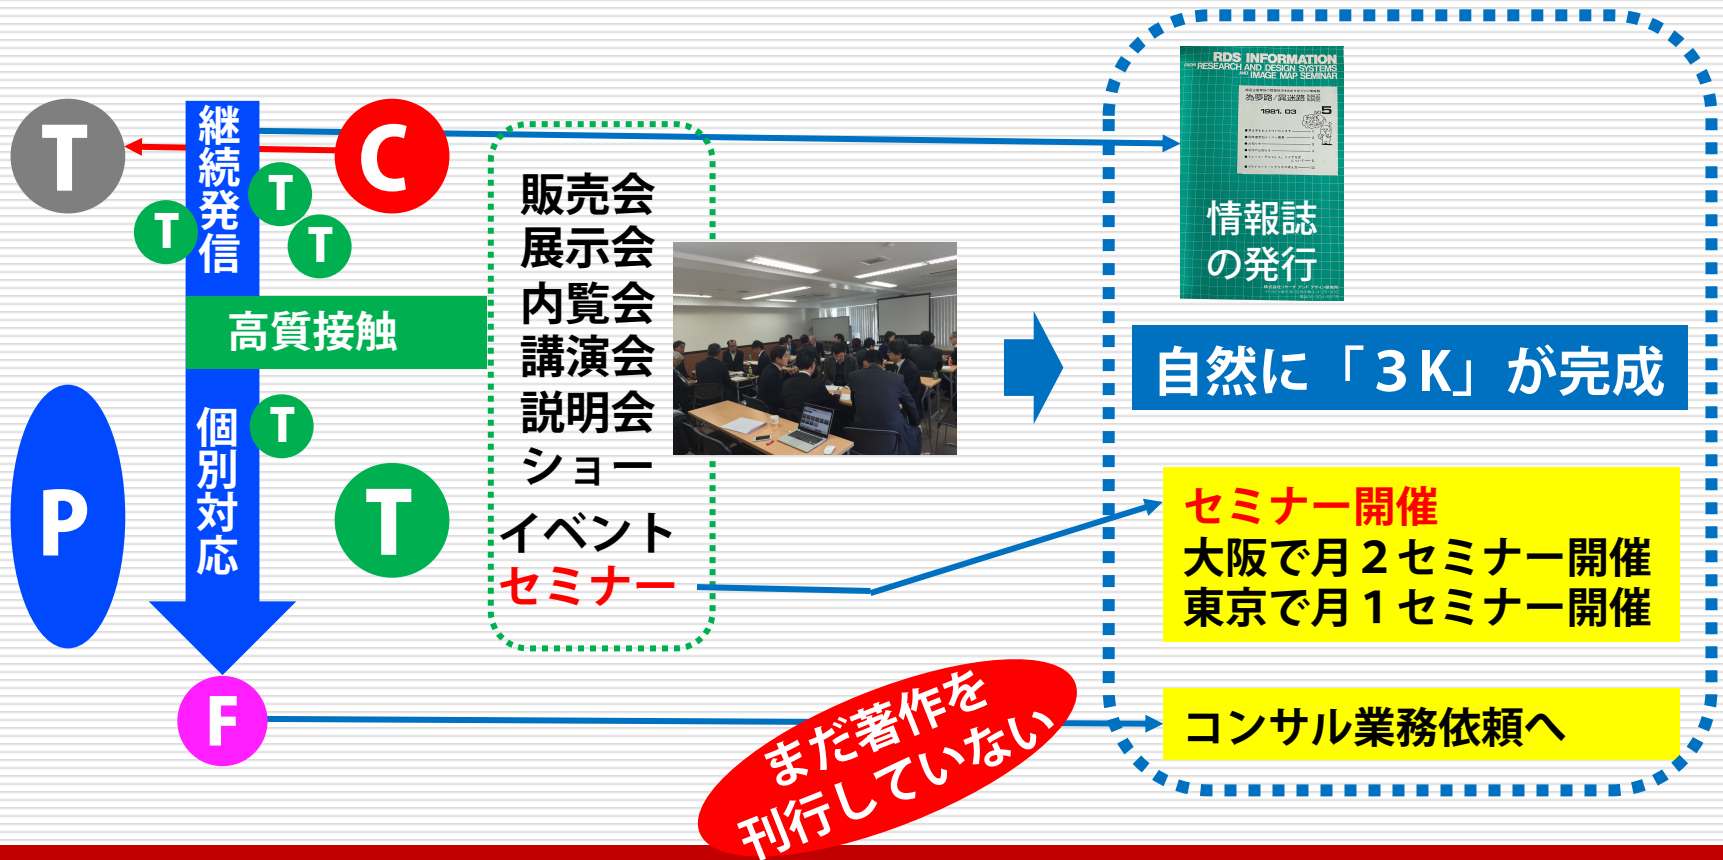 T
C
T
T
T
継続発信
高質接触
個別対応
T
T
P
F
販売会
展示会
内覧会
講演会
説明会
ショー
イベント
セミナー
RDS INFORMATION
FROM RESEARCH AND DESIGN SYSTEMS
AND IMAGE MAP SEMINAR
1981. 03
NO 5
情報誌
の発行
自然に「３K」が完成
セミナー開催
大阪で月２セミナー開催
東京で月１セミナー開催
コンサル業務依頼へ
まだ著作を
刊行していない